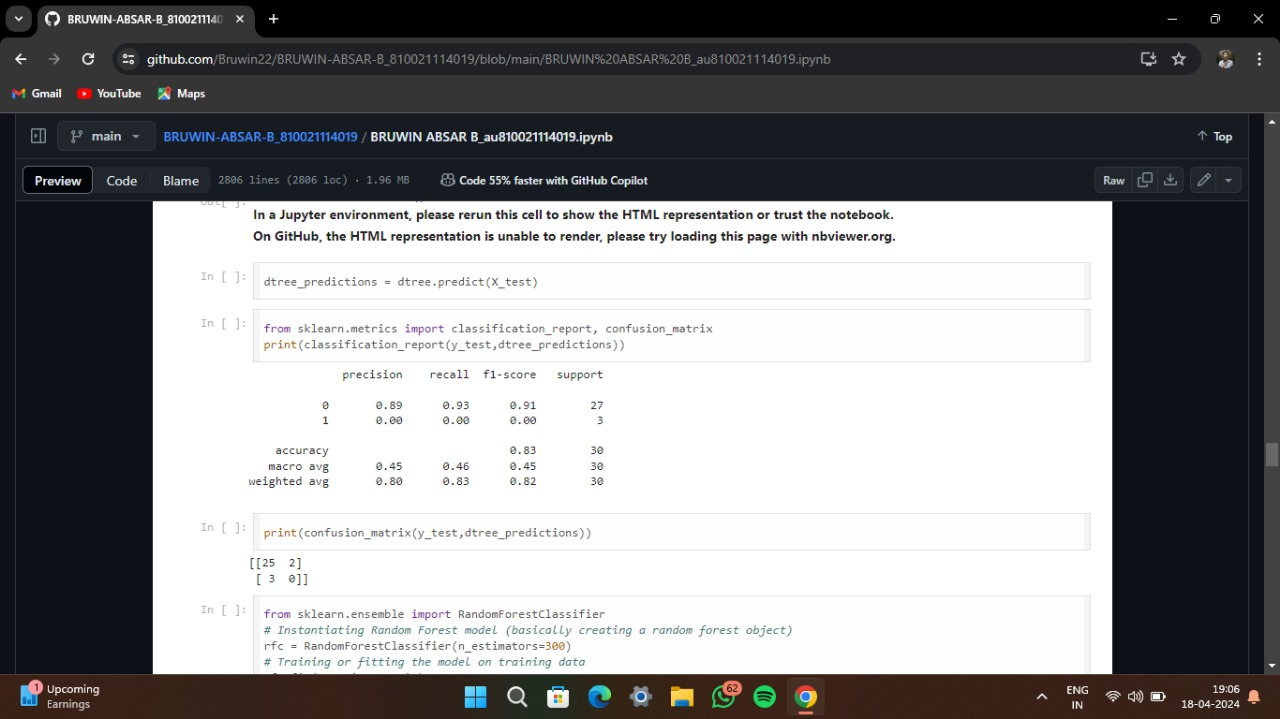 BRUWIN-ABSAR-B_8100211140
github.com/Bruwin22/BRUWIN-ABSAR-B_810021114019/blob/main/BRUWIN%20ABSAR%20B_au810021114019.ipynb
Gmail YouTube Maps
main BRUWIN-ABSAR-B_810021114019 / BRUWIN ABSAR B_au810021114019.ipynb Top
Preview Code Blame 2806 lines (2806 loc) · 1.96 MB Code 55% faster with GitHub Copilot Raw
Out[ ]:
In a Jupyter environment, please rerun this cell to show the HTML representation or trust the notebook.
On GitHub, the HTML representation is unable to render, please try loading this page with nbviewer.org.
In [ ]: dtree_predictions = dtree.predict(X_test)
In [ ]: from sklearn.metrics import classification_report, confusion_matrix
print(classification_report(y_test,dtree_predictions))
precision recall f1-score support
0 0.89 0.93 0.91 27
1 0.00 0.00 0.00 3
accuracy 0.83 30
macro avg 0.45 0.46 0.45 30
weighted avg 0.80 0.83 0.82 30
In [ ]: print(confusion_matrix(y_test,dtree_predictions))
[[25 2]
[ 3 0]]
In [ ]: from sklearn.ensemble import RandomForestClassifier
# Instantiating Random Forest model (basically creating a random forest object)
rfc = RandomForestClassifier(n_estimators=300)
# Training or fitting the model on training data
1 Upcoming
Earnings
62
ENG
IN
19:06
18-04-2024